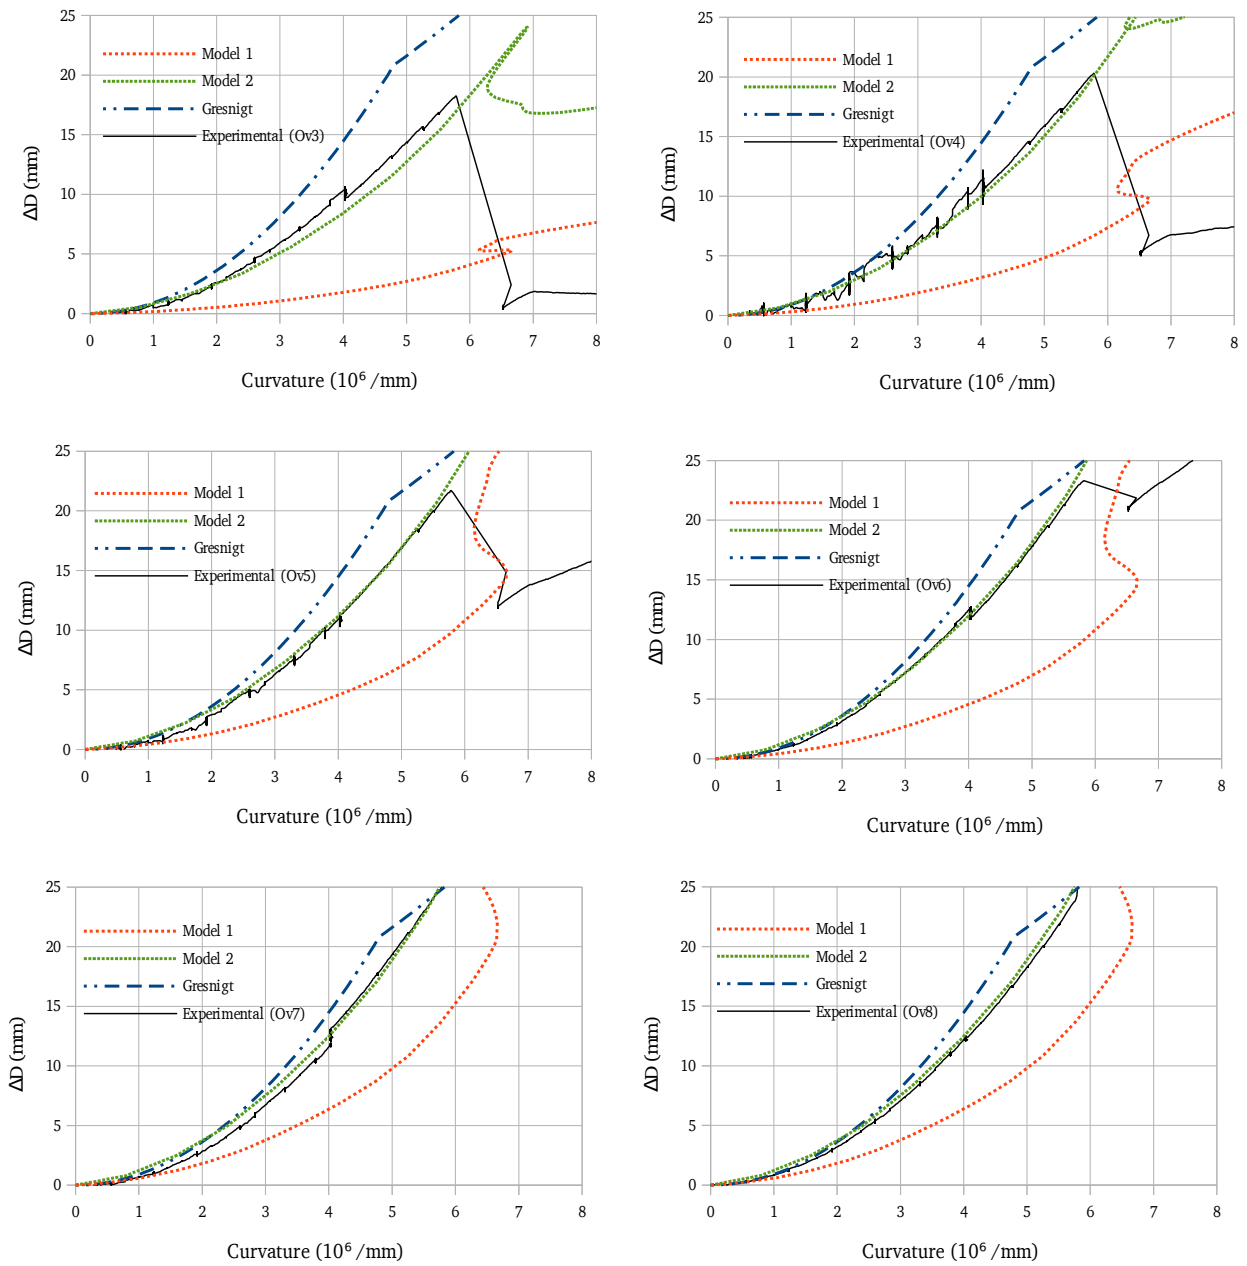 25
20
15
10
5
0
ΔD (mm)
Model 1
Model 2
Gresnigt
Experimental (Ov3)
0 1 2 3 4 5 6 7 8
Curvature (10⁶ /mm)
25
20
15
10
5
0
ΔD (mm)
Model 1
Model 2
Gresnigt
Experimental (Ov4)
0 1 2 3 4 5 6 7 8
Curvature (10⁶ /mm)
25
20
15
10
5
0
ΔD (mm)
Model 1
Model 2
Gresnigt
Experimental (Ov5)
0 1 2 3 4 5 6 7 8
Curvature (10⁶ /mm)
25
20
15
10
5
0
ΔD (mm)
Model 1
Model 2
Gresnigt
Experimental (Ov6)
0 1 2 3 4 5 6 7 8
Curvature (10⁶ /mm)
25
20
15
10
5
0
ΔD (mm)
Model 1
Model 2
Gresnigt
Experimental (Ov7)
0 1 2 3 4 5 6 7 8
Curvature (10⁶ /mm)
25
20
15
10
5
0
ΔD (mm)
Model 1
Model 2
Gresnigt
Experimental (Ov8)
0 1 2 3 4 5 6 7 8
Curvature (10⁶ /mm)